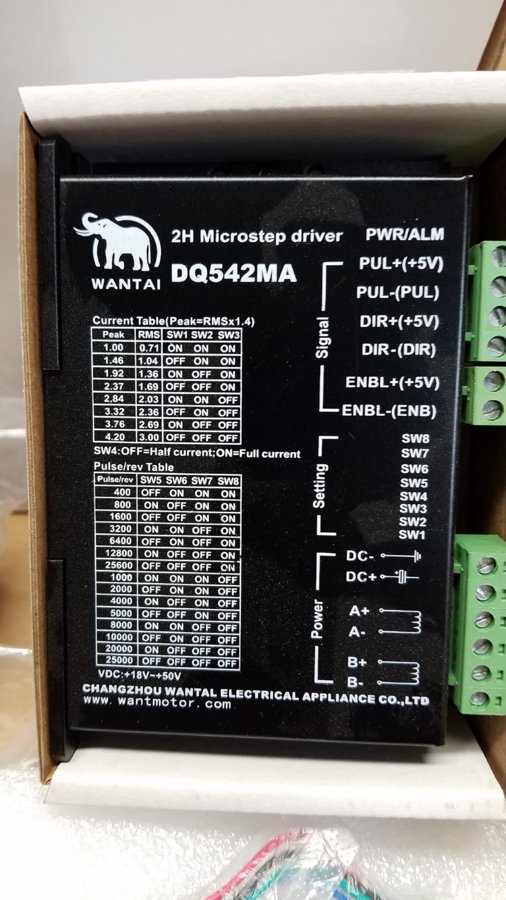 WANTAI
2H Microstep driver
DQ542MA
PWR/ALM
Current Table(Peak=RMSx1.4)
Peak RMS SW1 SW2 SW3
1.00 0.71 ON ON ON
1.46 1.04 OFF ON ON
1.92 1.36 ON OFF ON
2.37 1.69 OFF OFF ON
2.84 2.03 ON ON OFF
3.32 2.36 OFF ON OFF
3.76 2.69 ON OFF OFF
4.20 3.00 OFF OFF OFF
SW4:OFF=Half current;ON=Full current
Pulse/rev Table
Pulse/rev SW5 SW6 SW7 SW8
400 OFF ON ON ON
800 ON OFF ON ON
1600 OFF OFF ON ON
3200 ON ON OFF ON
6400 OFF ON OFF ON
12800 ON OFF OFF ON
25600 OFF OFF OFF ON
1000 ON ON ON OFF
2000 OFF ON ON OFF
4000 ON OFF ON OFF
5000 OFF OFF ON OFF
8000 ON ON OFF OFF
10000 OFF ON OFF OFF
20000 ON OFF OFF OFF
25000 OFF OFF OFF OFF
VDC:+18V~+50V
Signal
PUL+(+5V)
PUL-(PUL)
DIR+(+5V)
DIR-(DIR)
ENBL+(+5V)
ENBL-(ENB)
Setting
SW8
SW7
SW6
SW5
SW4
SW3
SW2
SW1
Power
DC-
DC+
A+
A-
B+
B-
CHANGZHOU WANTAL ELECTRICAL APPLIANCE CO.,LTD
www.wantmotor.com